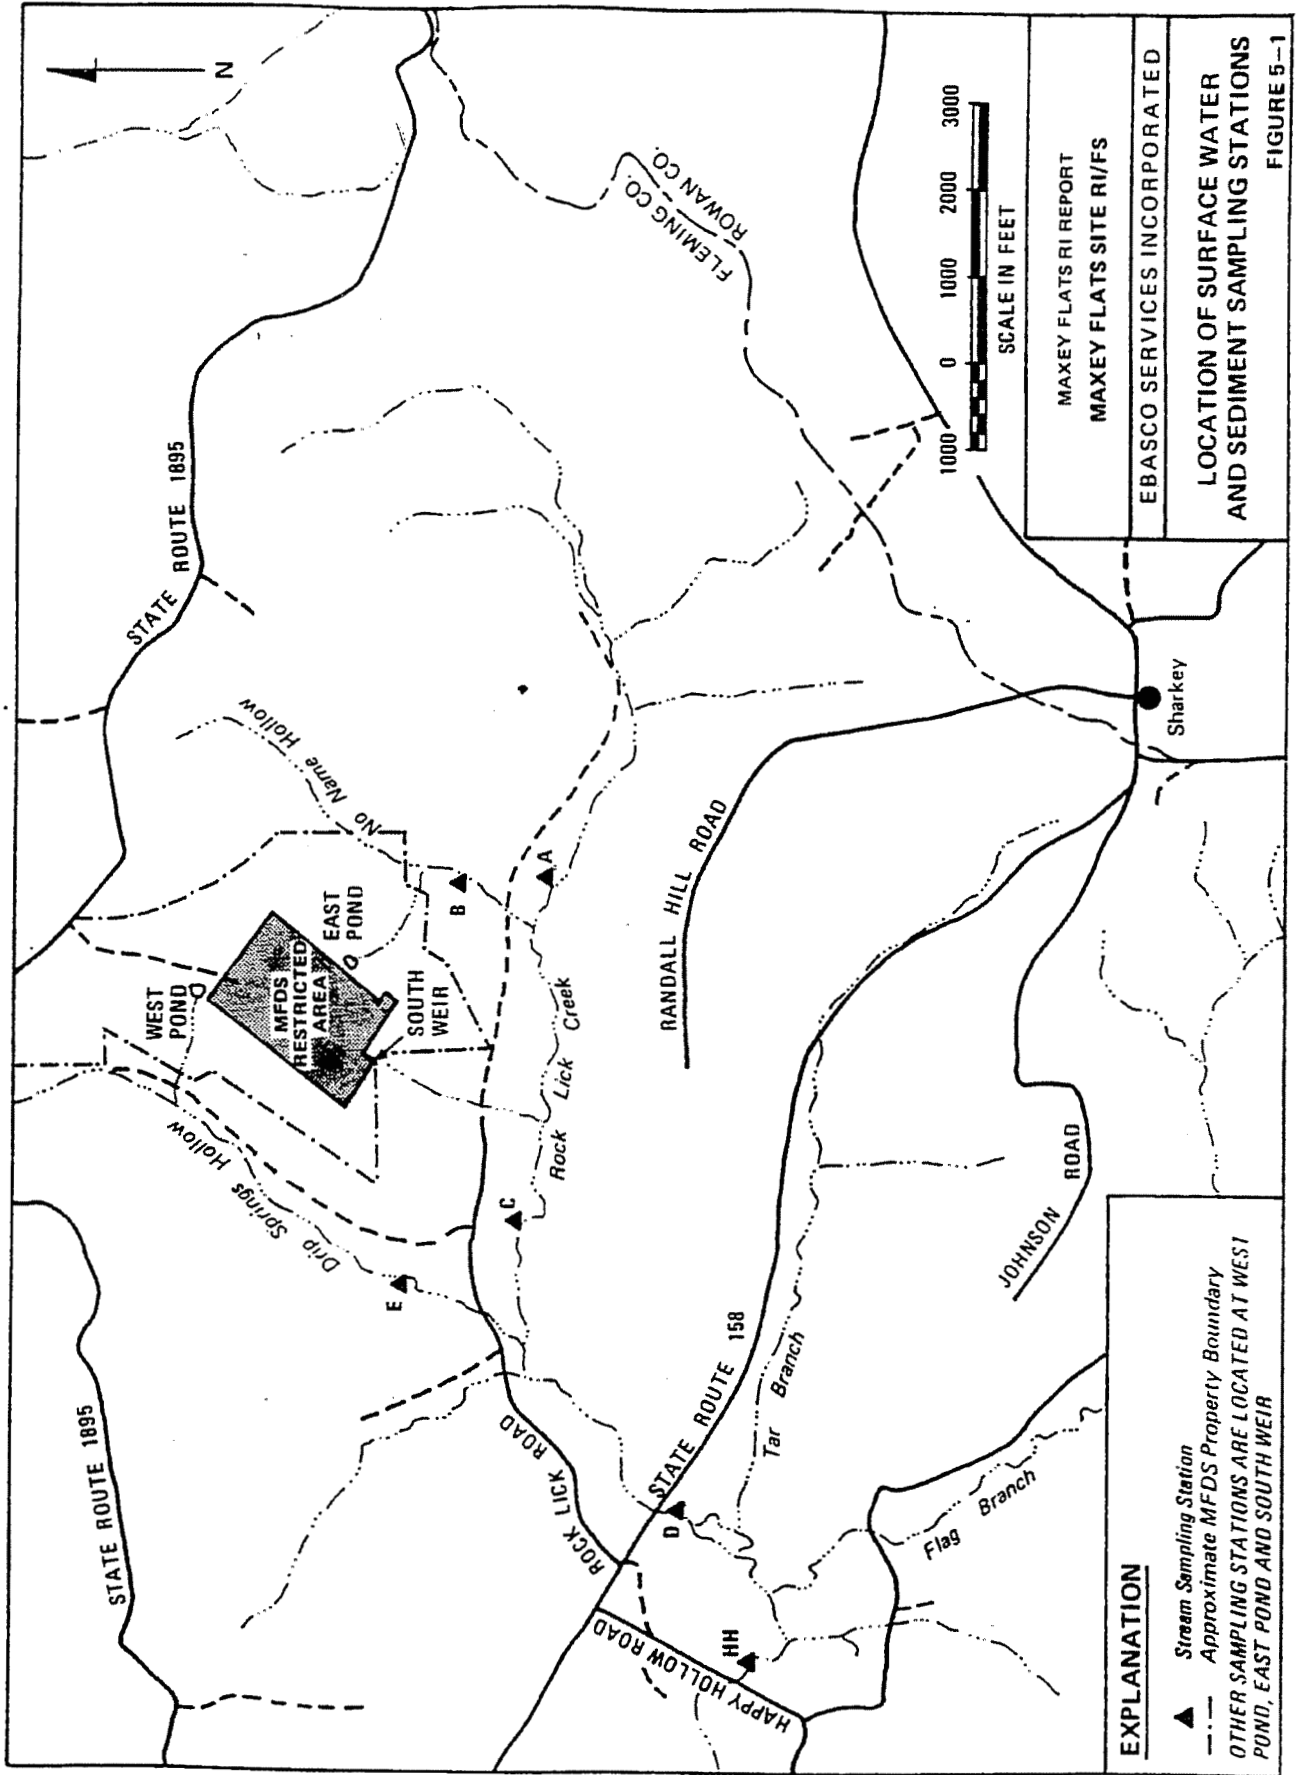 N
STATE ROUTE 1895
STATE ROUTE 1895
WEST
POND
MFDS
RESTRICTED
AREA
EAST
POND
SOUTH
WEIR
No Name Hollow
Drip Springs Hollow
E
B
A
C
Rock Lick Creek
ROCK LICK ROAD
RANDALL HILL ROAD
FLEMING CO.
ROWAN CO.
STATE ROUTE 158
D
Tar Branch
HH
HAPPY HOLLOW ROAD
Flag Branch
JOHNSON ROAD
Sharkey
1000 0 1000 2000 3000
SCALE IN FEET
EXPLANATION
Stream Sampling Station
Approximate MFDS Property Boundary
OTHER SAMPLING STATIONS ARE LOCATED AT WEST
POND, EAST POND AND SOUTH WEIR
MAXEY FLATS RI REPORT
MAXEY FLATS SITE RI/FS
EBASCO SERVICES INCORPORATED
LOCATION OF SURFACE WATER
AND SEDIMENT SAMPLING STATIONS
FIGURE 5-1